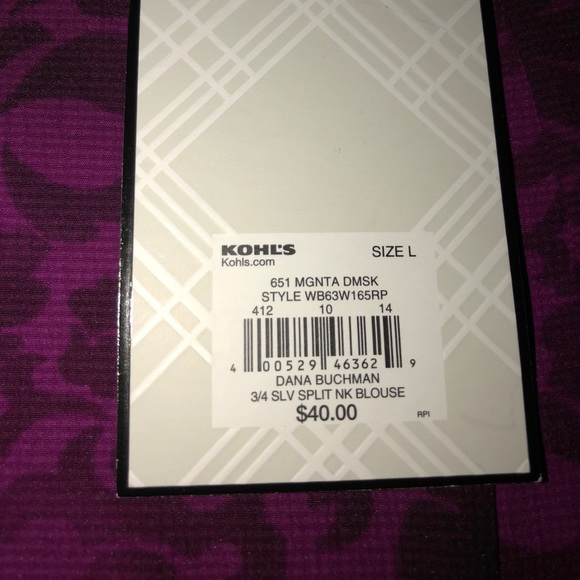 KOHL'S SIZE L
Kohls.com
651 MGNTA DMSK
STYLE WB63W165RP
412 10 14
4 00529 46362 9
DANA BUCHMAN
3/4 SLV SPLIT NK BLOUSE
$40.00 RPI